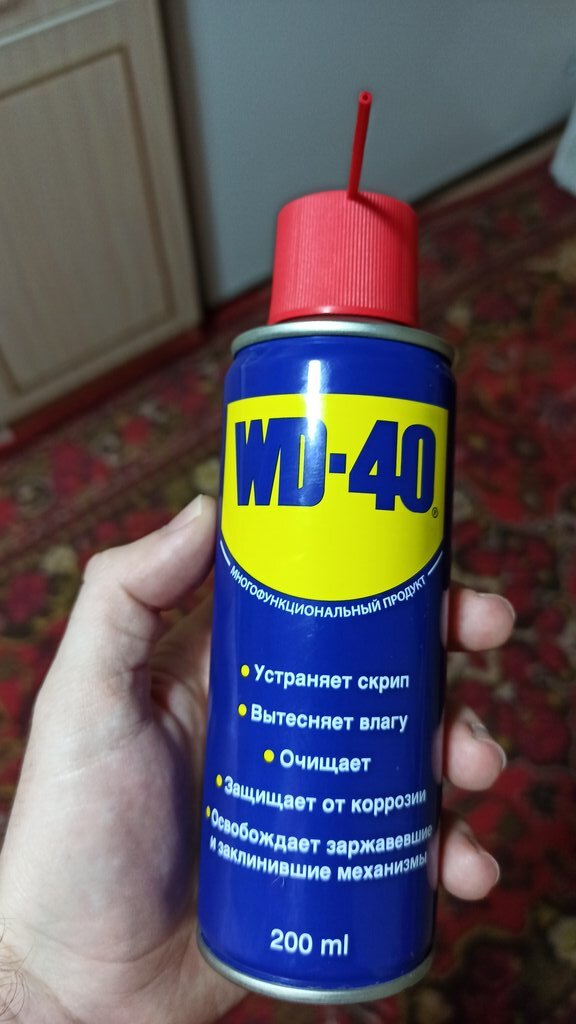 WD-40®
МНОГОФУНКЦИОНАЛЬНЫЙ ПРОДУКТ
• Устраняет скрип
• Вытесняет влагу
• Очищает
• Защищает от коррозии
• Освобождает заржавевшие
и заклинившие механизмы
200 ml